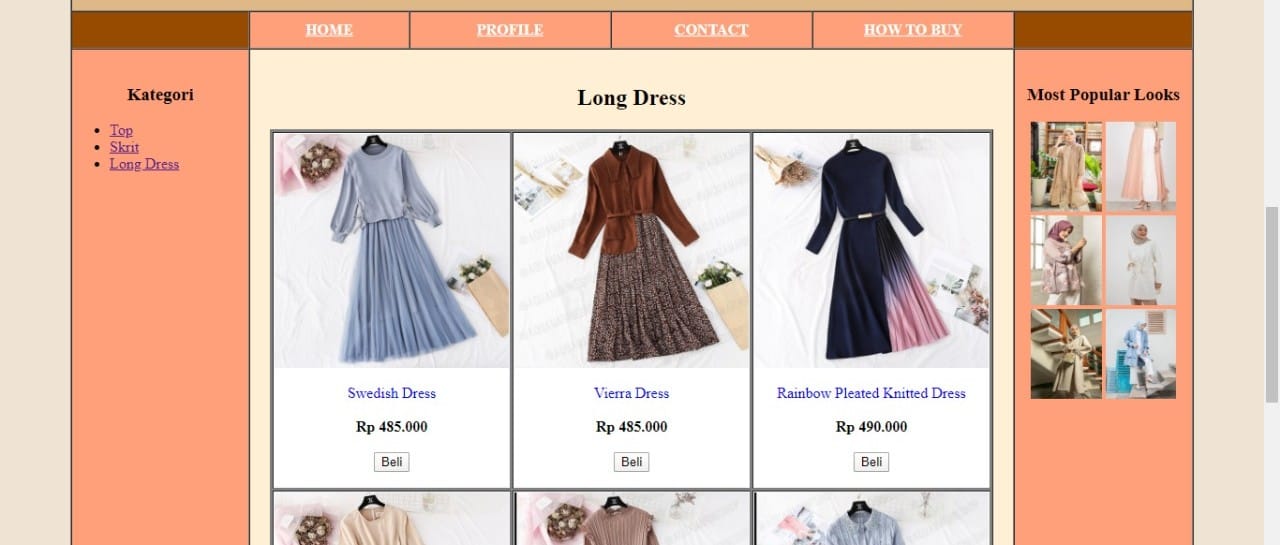 HOME
PROFILE
CONTACT
HOW TO BUY
Kategori
Top
Skrit
Long Dress
Long Dress
Swedish Dress
Rp 485.000
Beli
Vierra Dress
Rp 485.000
Beli
Rainbow Pleated Knitted Dress
Rp 490.000
Beli
Most Popular Looks